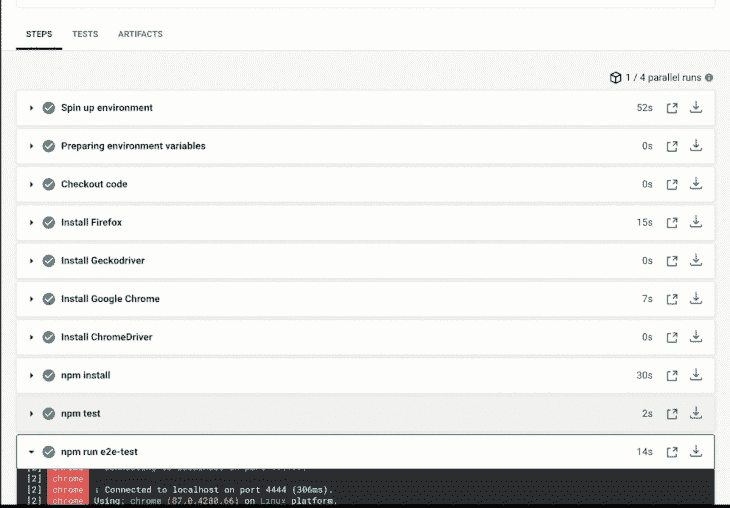 STEPS TESTS ARTIFACTS
1 / 4 parallel runs
Spin up environment 52s
Preparing environment variables 0s
Checkout code 0s
Install Firefox 15s
Install Geckodriver 0s
Install Google Chrome 7s
Install ChromeDriver 0s
npm install 30s
npm test 2s
npm run e2e-test 14s
[2] chrome
[2] chrome : Connected to localhost on port 4444 (306ms).
[2] chrome Using: chrome (87.0.4280.66) on Linux platform.